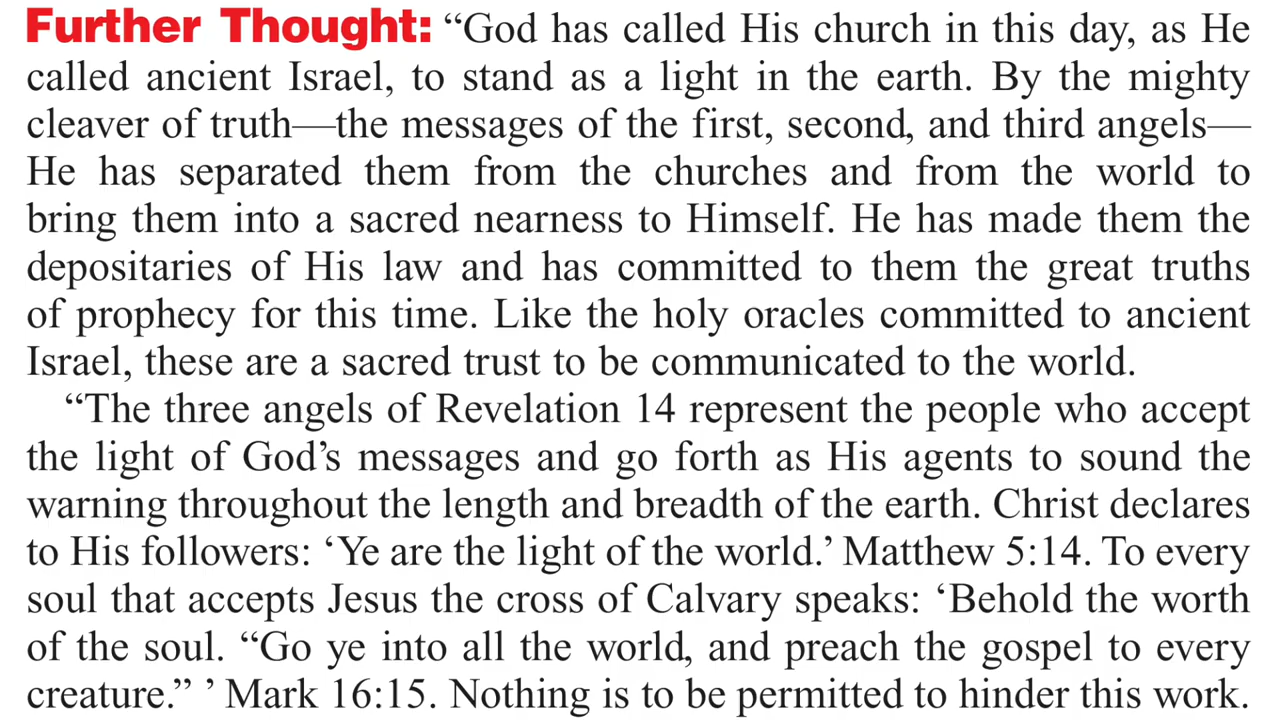 Further Thought: “God has called His church in this day, as He
called ancient Israel, to stand as a light in the earth. By the mighty
cleaver of truth—the messages of the first, second, and third angels—
He has separated them from the churches and from the world to
bring them into a sacred nearness to Himself. He has made them the
depositaries of His law and has committed to them the great truths
of prophecy for this time. Like the holy oracles committed to ancient
Israel, these are a sacred trust to be communicated to the world.
“The three angels of Revelation 14 represent the people who accept
the light of God’s messages and go forth as His agents to sound the
warning throughout the length and breadth of the earth. Christ declares
to His followers: ‘Ye are the light of the world.’ Matthew 5:14. To every
soul that accepts Jesus the cross of Calvary speaks: ‘Behold the worth
of the soul. “Go ye into all the world, and preach the gospel to every
creature.” ’ Mark 16:15. Nothing is to be permitted to hinder this work.